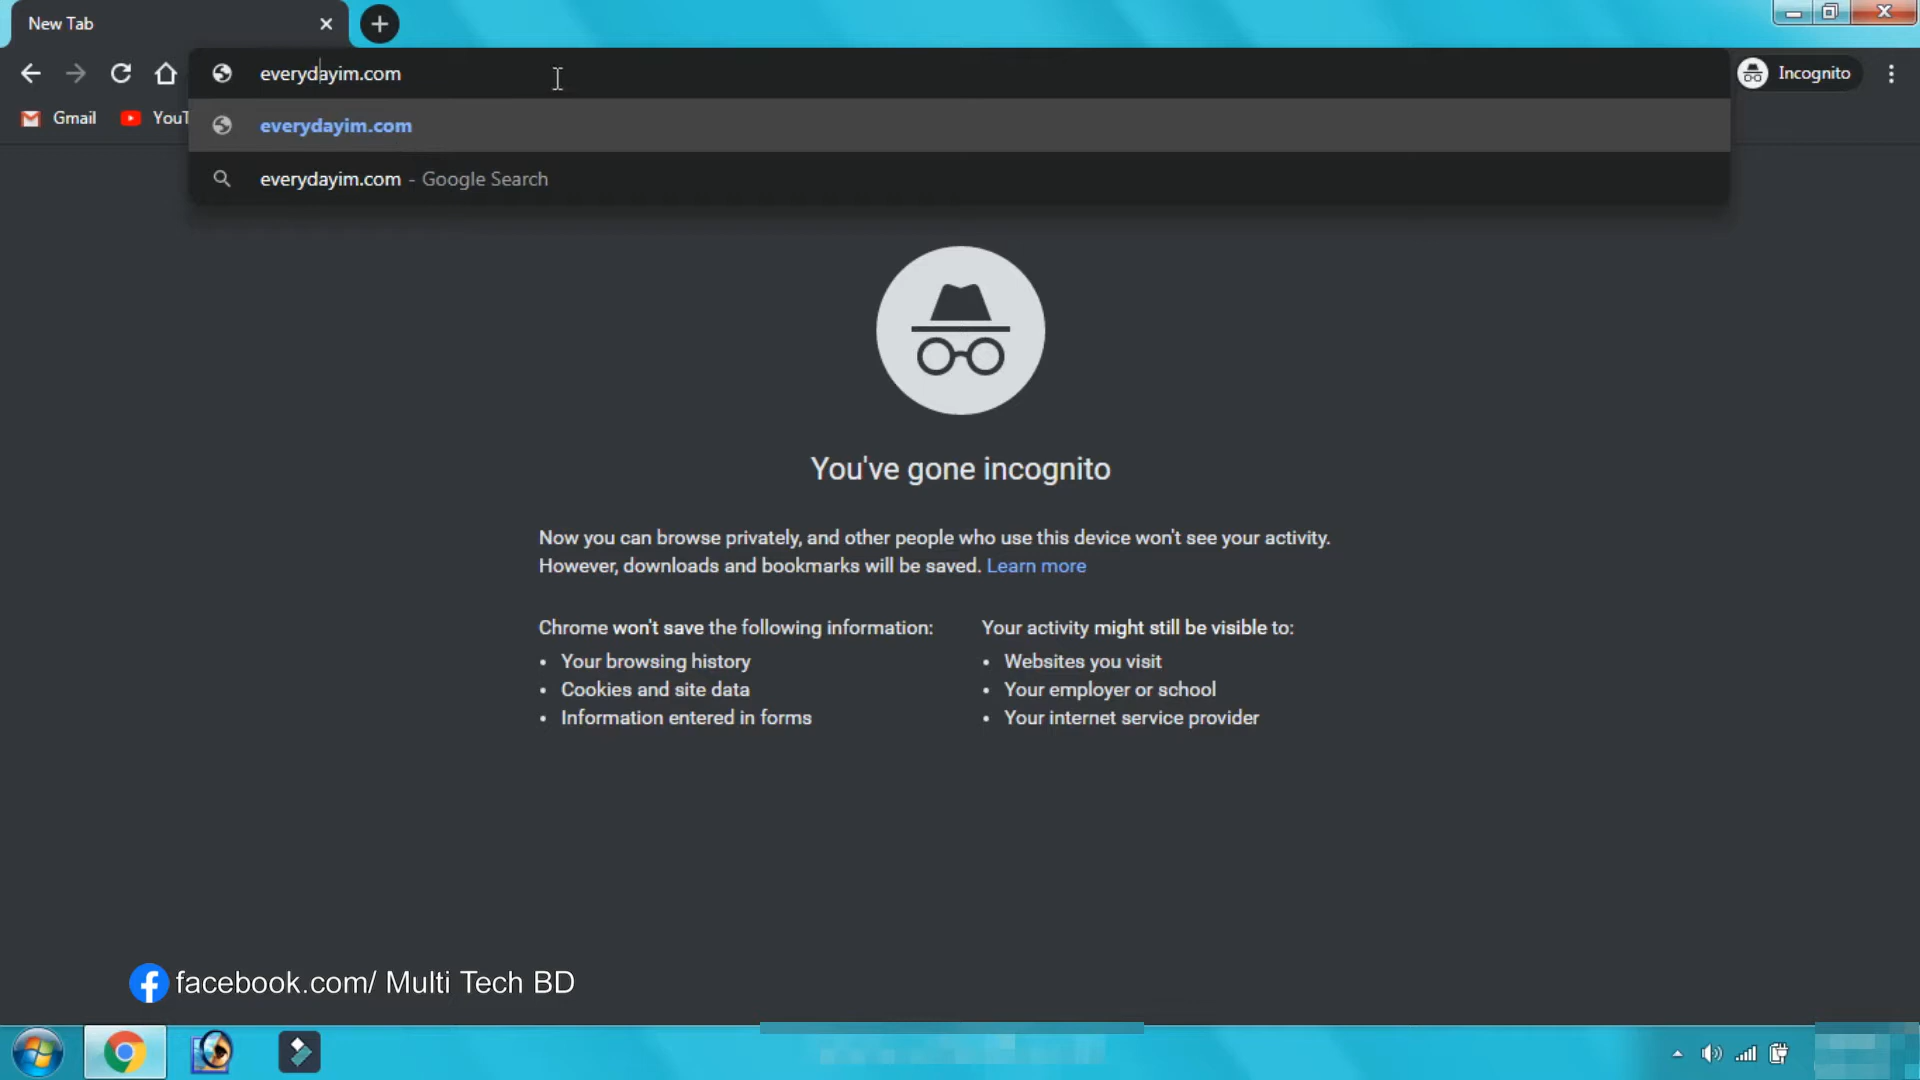 New Tab
everydayim.com
Incognito
Gmail
YouT
everydayim.com
everydayim.com - Google Search
You've gone incognito
Now you can browse privately, and other people who use this device won't see your activity.
However, downloads and bookmarks will be saved. Learn more
Chrome won't save the following information:
• Your browsing history
• Cookies and site data
• Information entered in forms
Your activity might still be visible to:
• Websites you visit
• Your employer or school
• Your internet service provider
facebook.com/ Multi Tech BD